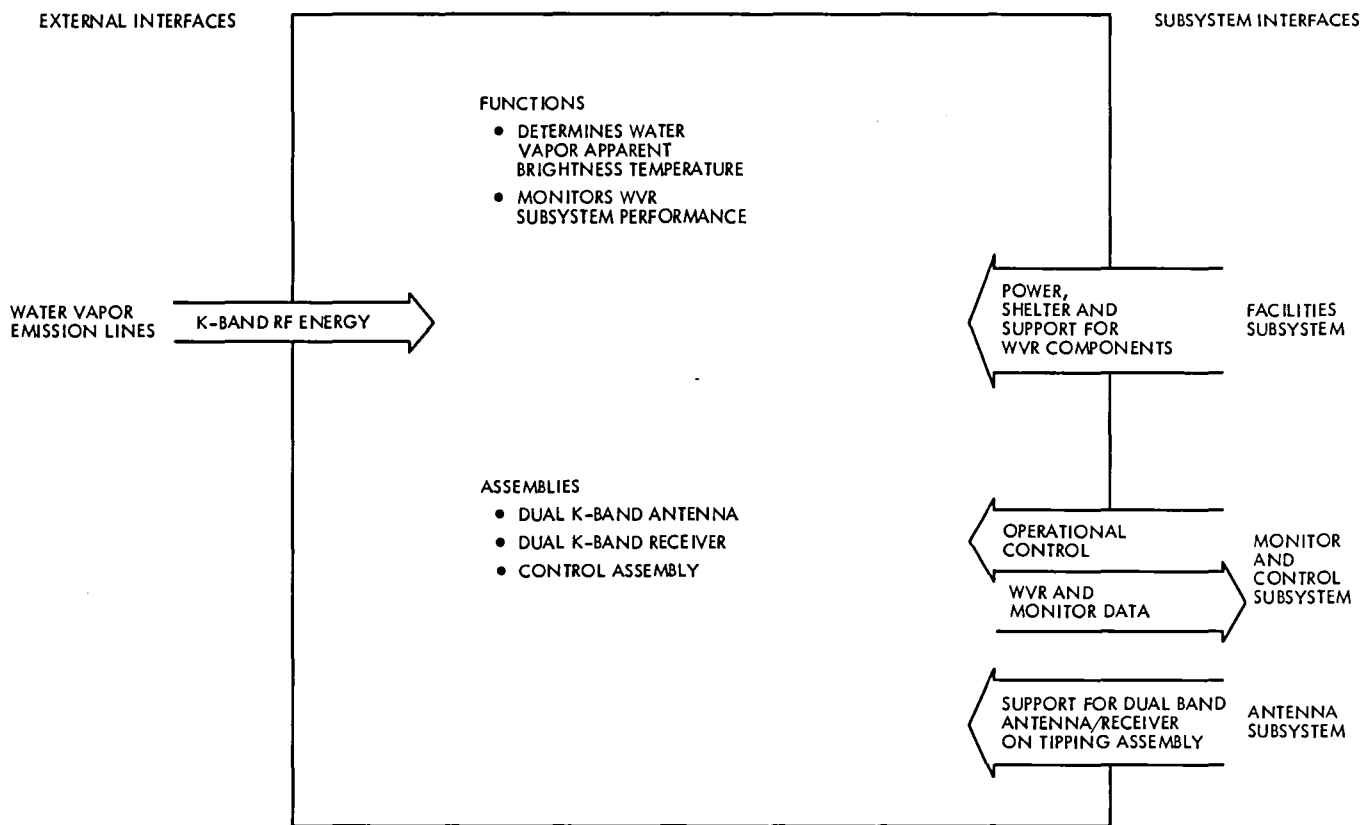 EXTERNAL INTERFACES
SUBSYSTEM INTERFACES
FUNCTIONS
• DETERMINES WATER
VAPOR APPARENT
BRIGHTNESS TEMPERATURE
• MONITORS WVR
SUBSYSTEM PERFORMANCE
WATER VAPOR
EMISSION LINES
K-BAND RF ENERGY
POWER,
SHELTER AND
SUPPORT FOR
WVR COMPONENTS
FACILITIES
SUBSYSTEM
ASSEMBLIES
• DUAL K-BAND ANTENNA
• DUAL K-BAND RECEIVER
• CONTROL ASSEMBLY
OPERATIONAL
CONTROL
WVR AND
MONITOR DATA
MONITOR
AND
CONTROL
SUBSYSTEM
SUPPORT FOR DUAL BAND
ANTENNA/RECEIVER
ON TIPPING ASSEMBLY
ANTENNA
SUBSYSTEM